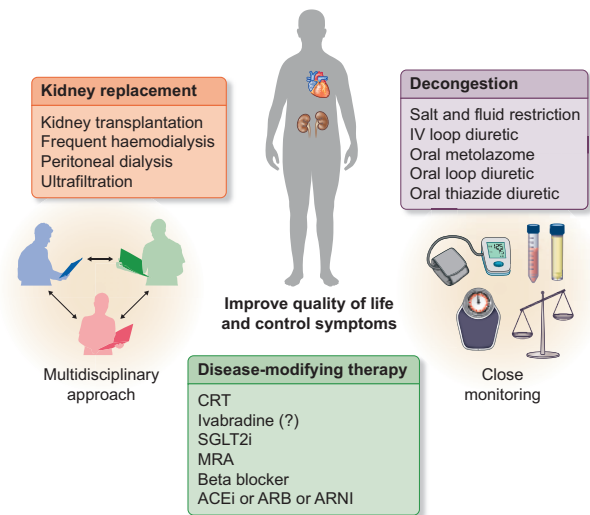 Kidney replacement
Kidney transplantation
Frequent haemodialysis
Peritoneal dialysis
Ultrafiltration
Decongestion
Salt and fluid restriction
IV loop diuretic
Oral metolazome
Oral loop diuretic
Oral thiazide diuretic
Improve quality of life
and control symptoms
Multidisciplinary
approach
Close
monitoring
Disease-modifying therapy
CRT
Ivabradine (?)
SGLT2i
MRA
Beta blocker
ACEi or ARB or ARNI